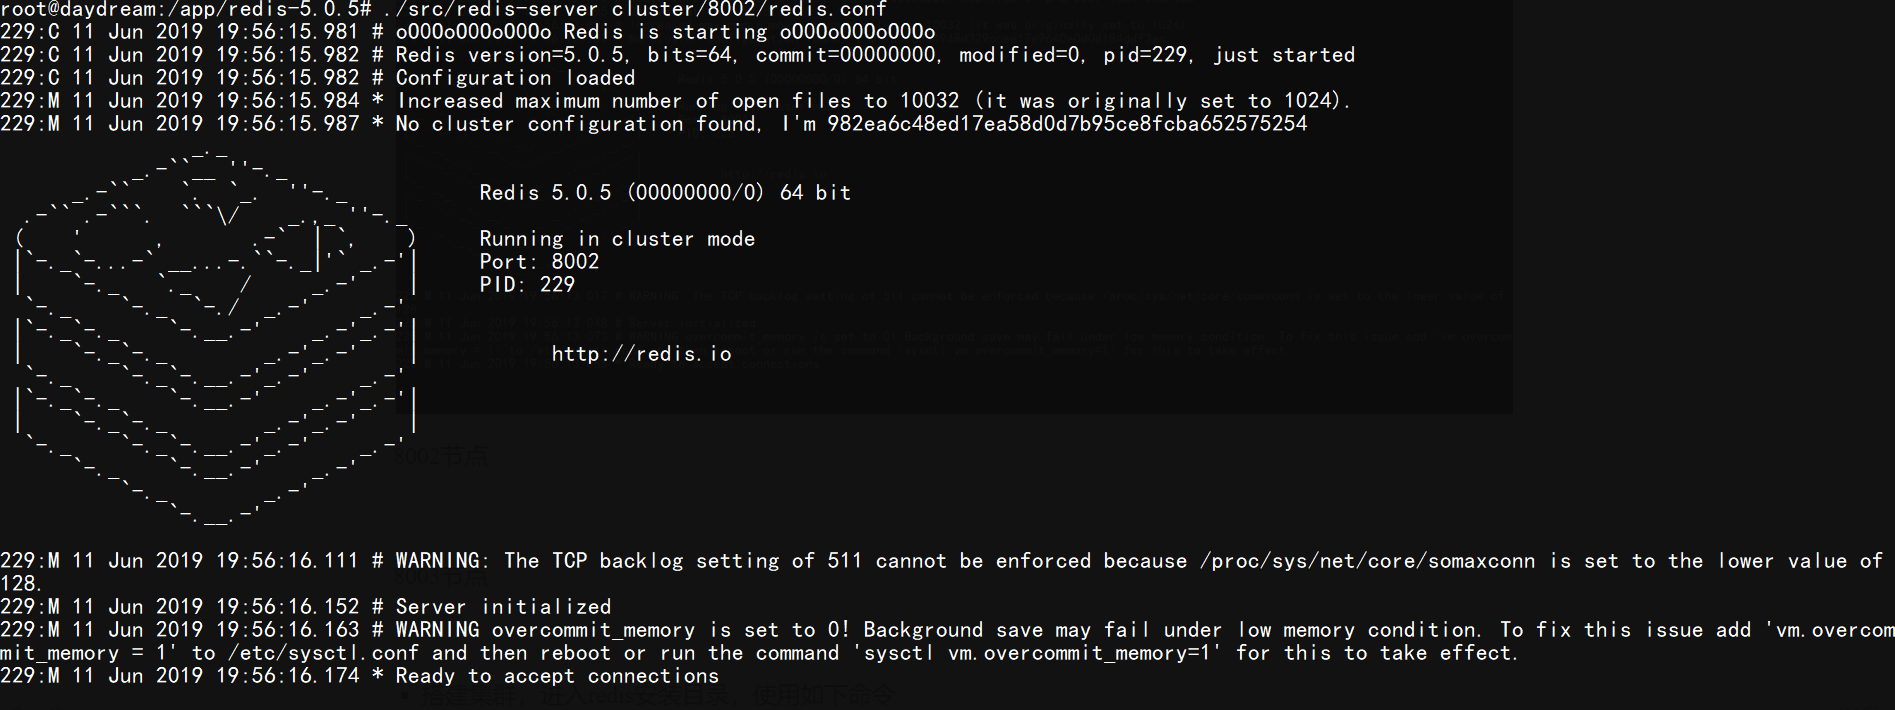 root@daydream:/app/redis-5.0.5# ./src/redis-server cluster/8002/redis.conf
229:C 11 Jun 2019 19:56:15.981 # oO0OoO0OoO0Oo Redis is starting oO0OoO0OoO0Oo
229:C 11 Jun 2019 19:56:15.982 # Redis version=5.0.5, bits=64, commit=00000000, modified=0, pid=229, just started
229:C 11 Jun 2019 19:56:15.982 # Configuration loaded
229:M 11 Jun 2019 19:56:15.984 * Increased maximum number of open files to 10032 (it was originally set to 1024).
229:M 11 Jun 2019 19:56:15.987 * No cluster configuration found, I'm 982ea6c48ed17ea58d0d7b95ce8fcba652575254
Redis 5.0.5 (00000000/0) 64 bit
Running in cluster mode
Port: 8002
PID: 229
http://redis.io
8002节点
229:M 11 Jun 2019 19:56:16.111 # WARNING: The TCP backlog setting of 511 cannot be enforced because /proc/sys/net/core/somaxconn is set to the lower value of
128.
229:M 11 Jun 2019 19:56:16.152 # Server initialized
229:M 11 Jun 2019 19:56:16.163 # WARNING overcommit_memory is set to 0! Background save may fail under low memory condition. To fix this issue add 'vm.overcom
mit_memory = 1' to /etc/sysctl.conf and then reboot or run the command 'sysctl vm.overcommit_memory=1' for this to take effect.
229:M 11 Jun 2019 19:56:16.174 * Ready to accept connections